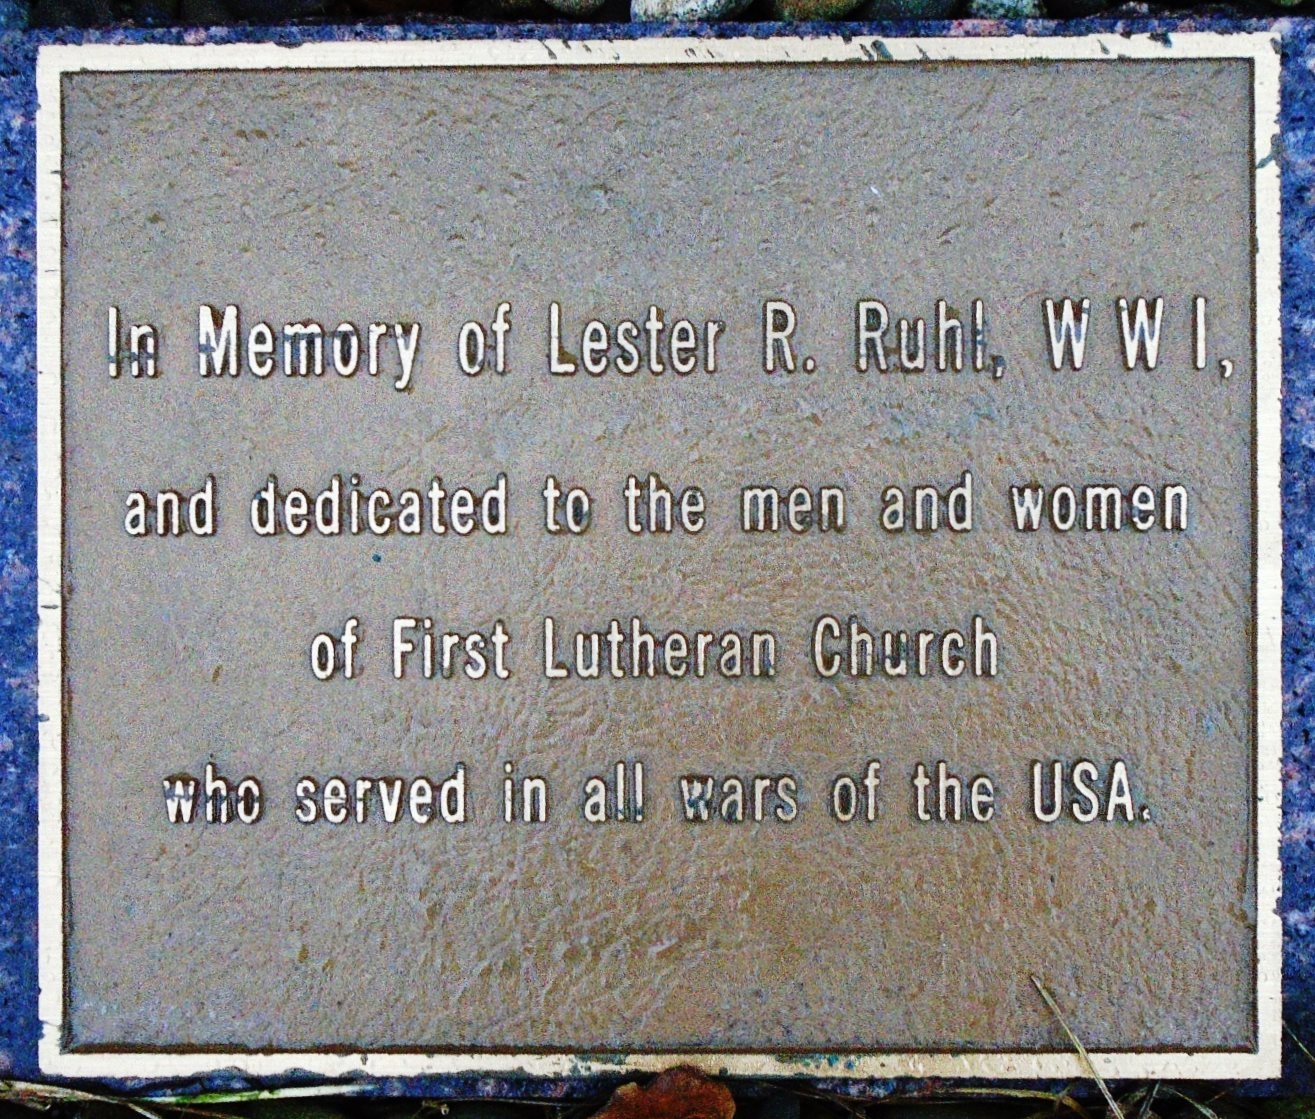 In Memory of Lester R. Ruhl, W W I,
and dedicated to the men and women
of First Lutheran Church
who served in all wars of the USA.